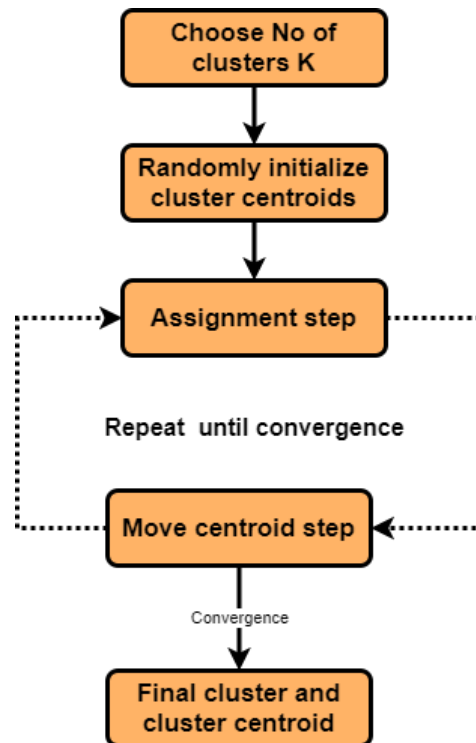 Choose No of
clusters K
Randomly initialize
cluster centroids
Assignment step
Repeat until convergence
Move centroid step
Convergence
Final cluster and
cluster centroid